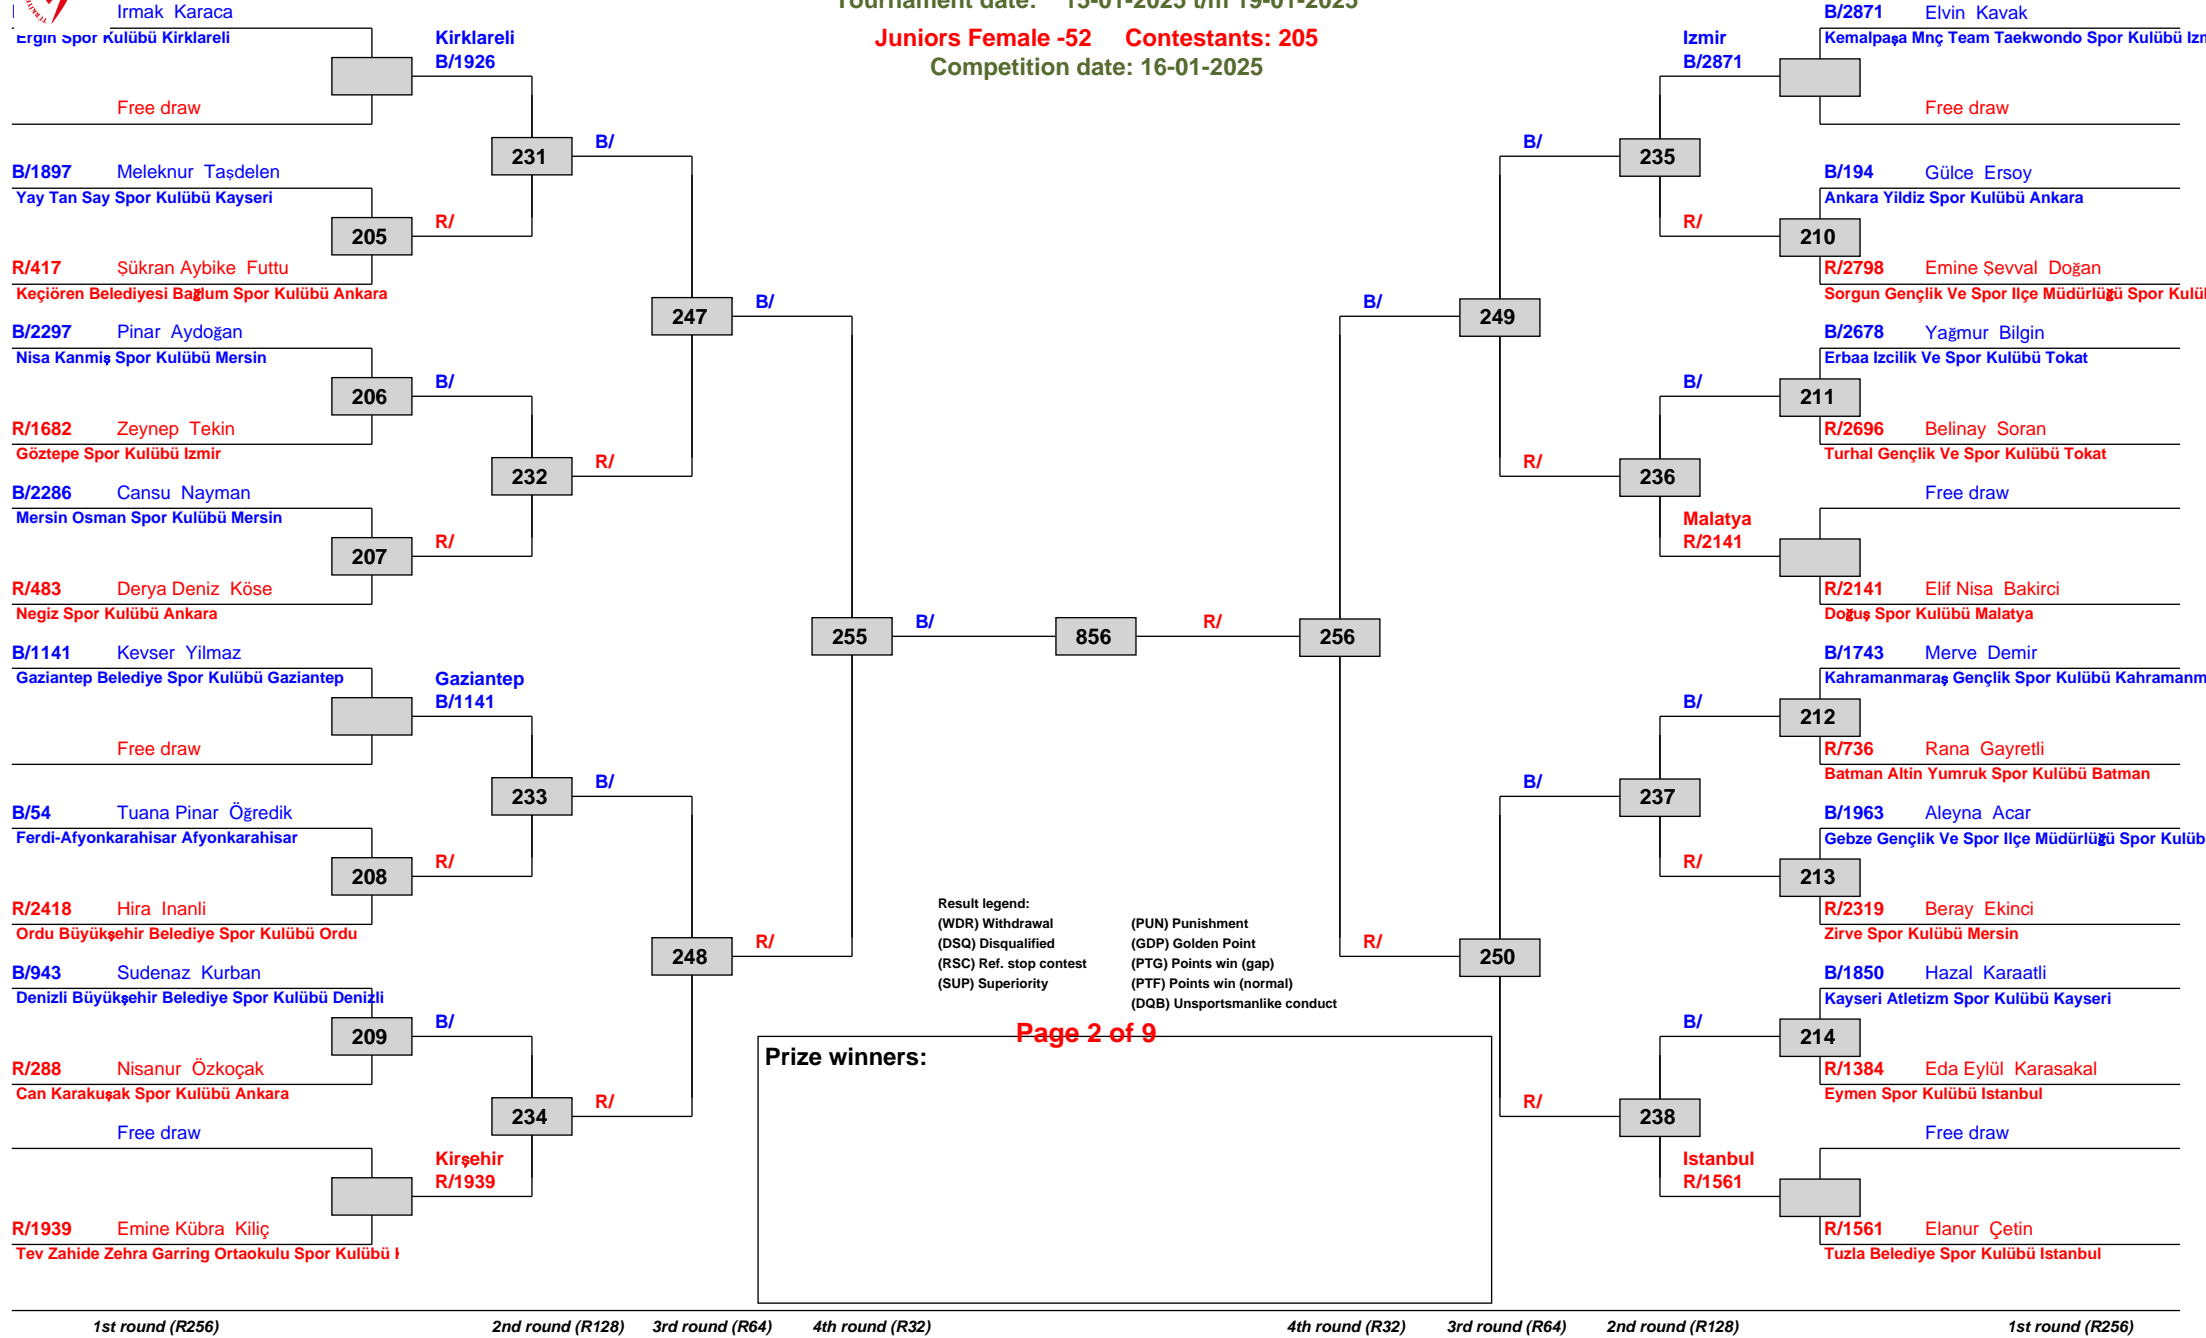 Tournament date: 15-01-2025 t/m 19-01-2025
Juniors Female -52 Contestants: 205
Competition date: 16-01-2025
Irmak Karaca
Ergin Spor Kulübü Kirklareli
Free draw
Kirklareli
B/1926
B/1897 Meleknur Taşdelen
Yay Tan Say Spor Kulübü Kayseri
205
R/417 Şükran Aybike Futtu
Keçiören Belediyesi Bağlum Spor Kulübü Ankara
231
B/
R/
B/2297 Pinar Aydoğan
Nisa Kanmiş Spor Kulübü Mersin
206
R/1682 Zeynep Tekin
Göztepe Spor Kulübü Izmir
B/
232
R/
B/2286 Cansu Nayman
Mersin Osman Spor Kulübü Mersin
207
R/
R/483 Derya Deniz Köse
Negiz Spor Kulübü Ankara
247
B/
B/1141 Kevser Yilmaz
Gaziantep Belediye Spor Kulübü Gaziantep
Free draw
Gaziantep
B/1141
233
B/
B/54 Tuana Pinar Öğredik
Ferdi-Afyonkarahisar Afyonkarahisar
208
R/
R/2418 Hira Inanli
Ordu Büyükşehir Belediye Spor Kulübü Ordu
248
R/
B/943 Sudenaz Kurban
Denizli Büyükşehir Belediye Spor Kulübü Denizli
209
B/
R/288 Nisanur Özkoçak
Can Karakuşak Spor Kulübü Ankara
234
R/
Free draw
Kirşehir
R/1939
R/1939 Emine Kübra Kiliç
Tev Zahide Zehra Garring Ortaokulu Spor Kulübü
255
B/
856
R/
256
B/2871 Elvin Kavak
Kemalpaşa Mnç Team Taekwondo Spor Kulübü Izm
Izmir
B/2871
Free draw
B/
235
B/194 Gülce Ersoy
Ankara Yildiz Spor Kulübü Ankara
R/
210
R/2798 Emine Şevval Doğan
Sorgun Gençlik Ve Spor Ilçe Müdürlüğü Spor Kulü
B/
249
B/2678 Yağmur Bilgin
Erbaa Izcilik Ve Spor Kulübü Tokat
B/
211
R/2696 Belinay Soran
Turhal Gençlik Ve Spor Kulübü Tokat
R/
236
Free draw
Malatya
R/2141
R/2141 Elif Nisa Bakirci
Doğuş Spor Kulübü Malatya
B/1743 Merve Demir
Kahramanmaraş Gençlik Spor Kulübü Kahramanm
B/
212
R/736 Rana Gayretli
Batman Altin Yumruk Spor Kulübü Batman
B/
237
B/1963 Aleyna Acar
Gebze Gençlik Ve Spor Ilçe Müdürlüğü Spor Kulüb
R/
213
R/2319 Beray Ekinci
Zirve Spor Kulübü Mersin
R/
250
B/1850 Hazal Karaatli
Kayseri Atletizm Spor Kulübü Kayseri
B/
214
R/1384 Eda Eylül Karasakal
Eymen Spor Kulübü Istanbul
R/
238
Free draw
Istanbul
R/1561
R/1561 Elanur Çetin
Tuzla Belediye Spor Kulübü Istanbul
Result legend:
(WDR) Withdrawal (PUN) Punishment
(DSQ) Disqualified (GDP) Golden Point
(RSC) Ref. stop contest (PTG) Points win (gap)
(SUP) Superiority (PTF) Points win (normal)
(DQB) Unsportsmanlike conduct
Page 2 of 9
Prize winners:
1st round (R256) 2nd round (R128) 3rd round (R64) 4th round (R32) 4th round (R32) 3rd round (R64) 2nd round (R128) 1st round (R256)